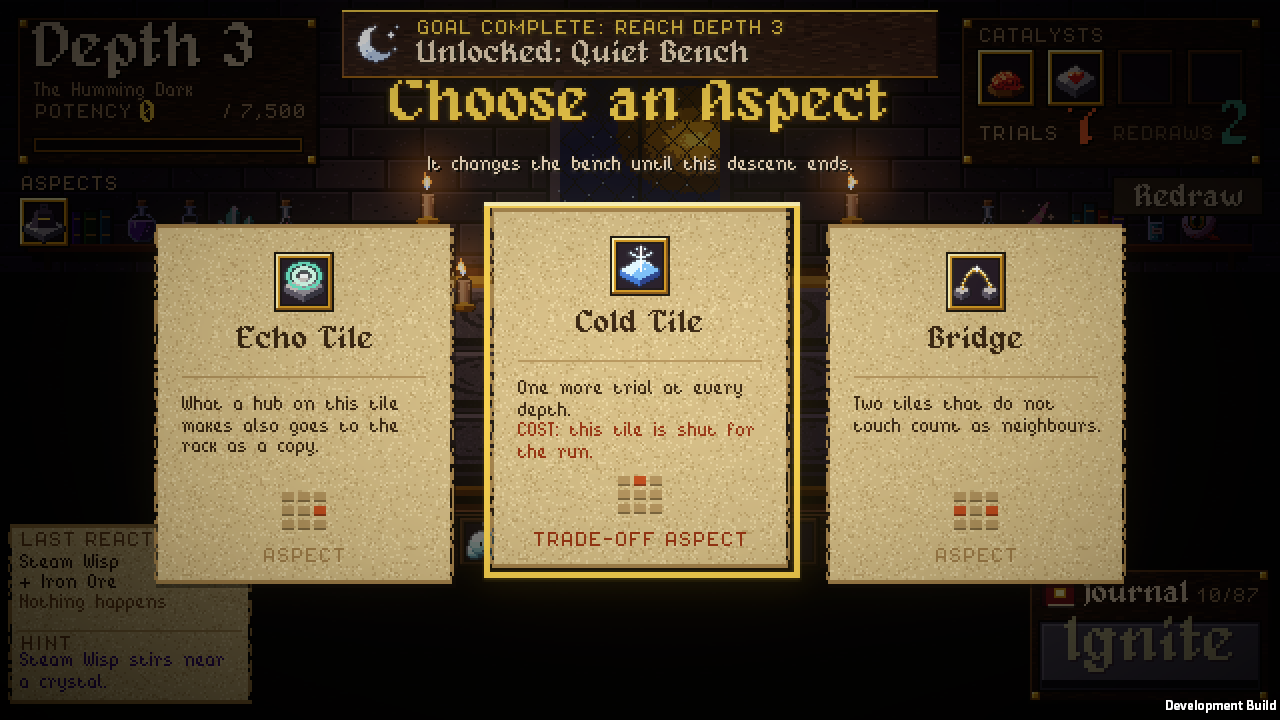 GOAL COMPLETE: REACH DEPTH 3
Unlocked: Quiet Bench
Depth 3
The Humming Dark
POTENCY 0 / 7,500
CATALYSTS
TRIALS 7 REDRAWS 2
Choose an Aspect
It changes the bench until this descent ends.
ASPECTS
Redraw
Echo Tile
What a hub on this tile
makes also goes to the
rack as a copy.
ASPECT
Cold Tile
One more trial at every
depth.
COST: this tile is shut for
the run.
TRADE-OFF ASPECT
Bridge
Two tiles that do not
touch count as neighbours.
ASPECT
LAST REACT
Steam Wisp
+ Iron Ore
Nothing happens
HINT
Steam Wisp stirs near
a crystal.
Journal 10/87
Ignite
Development Build